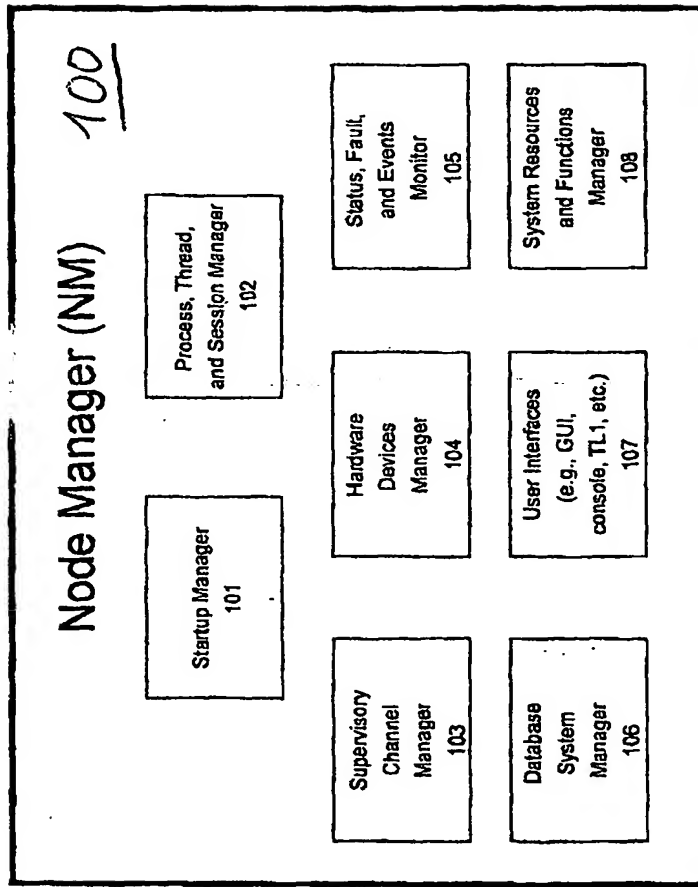 Node Manager (NM)
100
Startup Manager
101
Process, Thread,
and Session Manager
102
Supervisory
Channel
Manager
103
Hardware
Devices
Manager
104
Status, Fault,
and Events
Monitor
105
Database
System
Manager
106
User Interfaces
(e.g., GUI,
console, TL1, etc.)
107
System Resources
and Functions
Manager
108